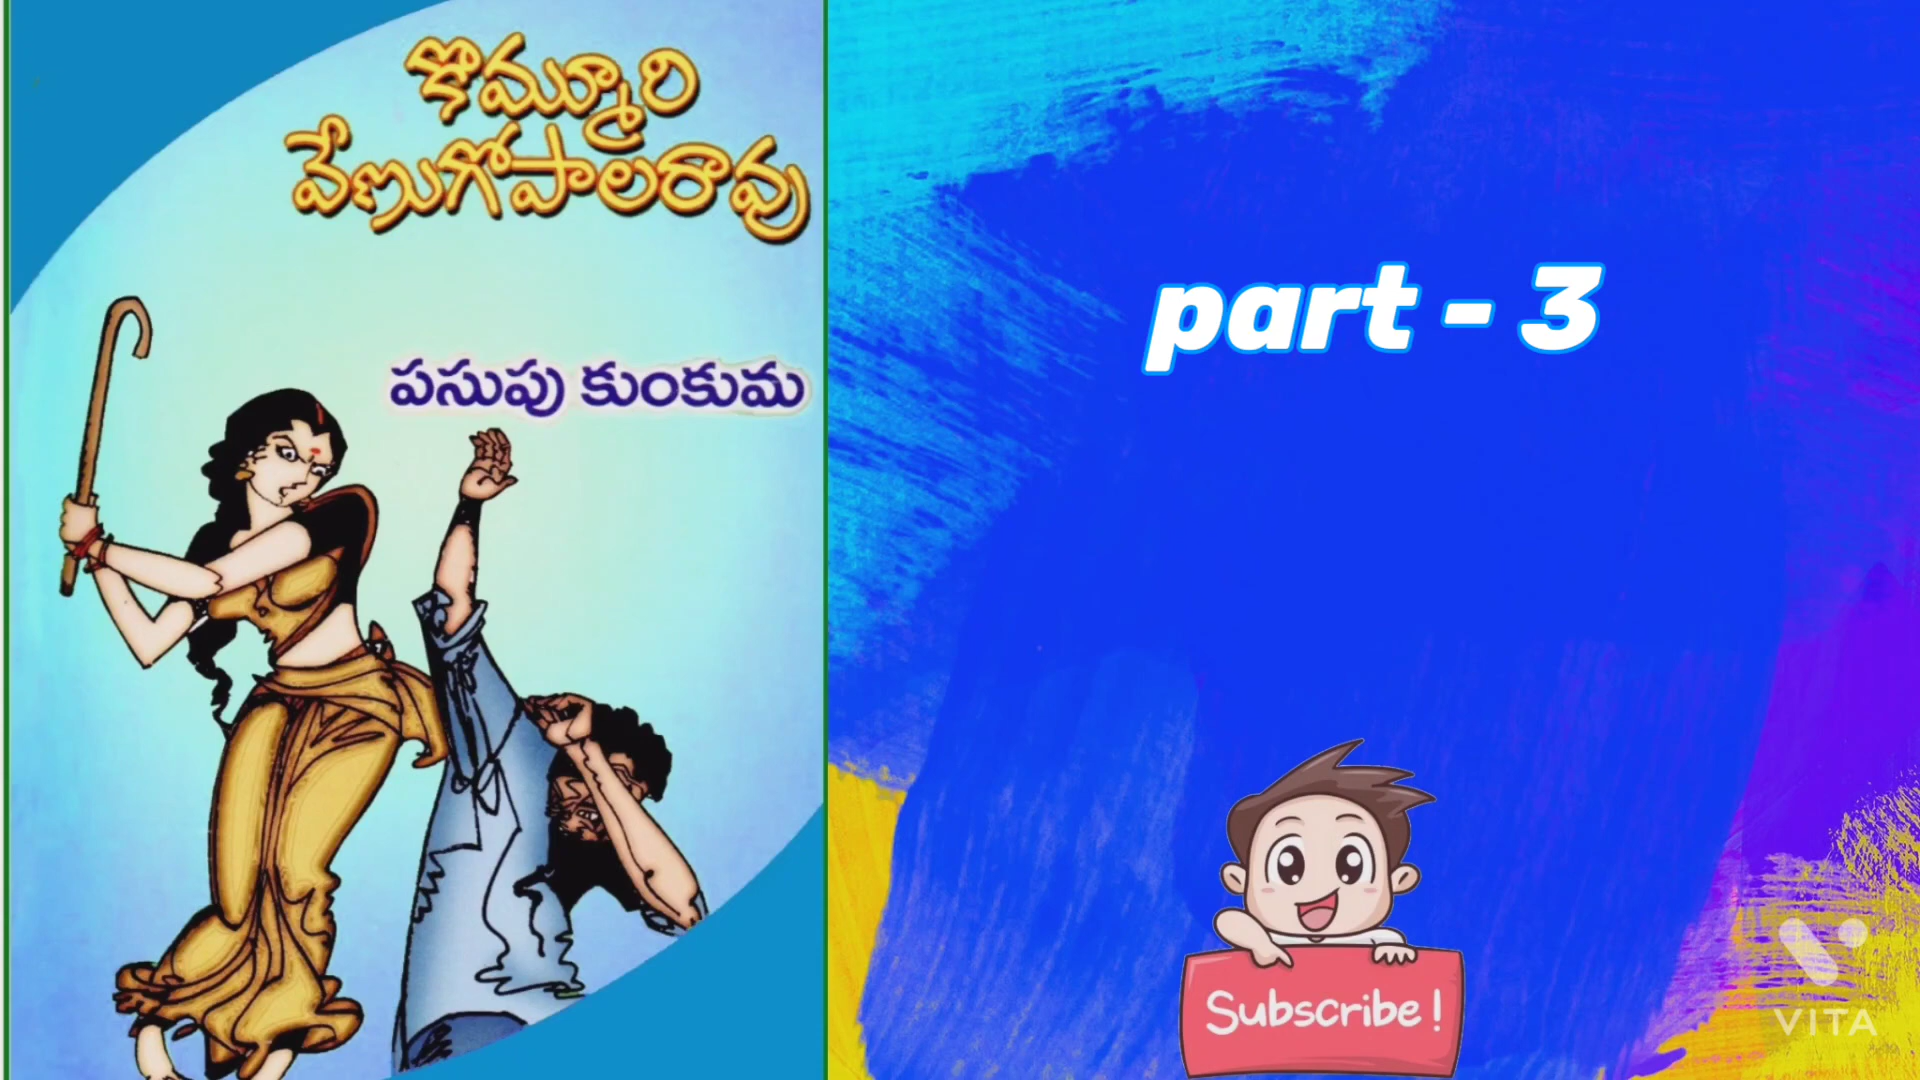 కొమ్మూరి
వేణుగోపాలరావు
పసుపు కుంకుమ
part - 3
Subscribe!
VITA